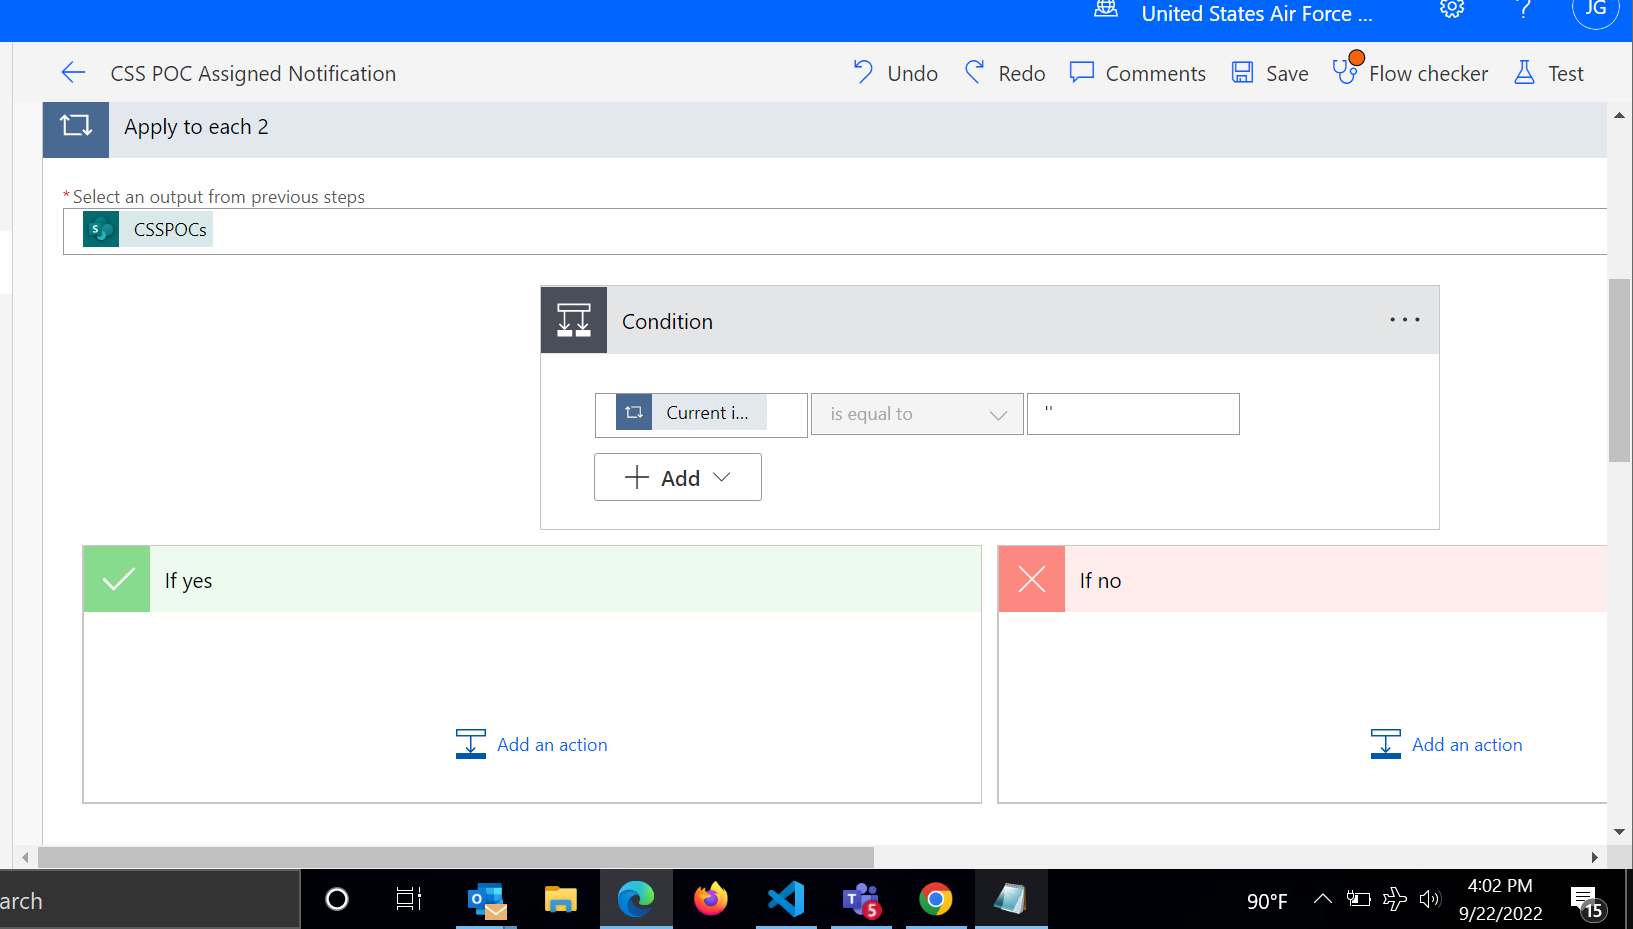 United States Air Force ...
?
JG
CSS POC Assigned Notification
Undo
Redo
Comments
Save
Flow checker
Test
Apply to each 2
* Select an output from previous steps
S
CSSPOCs
Condition
...
Current i...
is equal to
''
+ Add
If yes
If no
Add an action
Add an action
arch
5
90°F
4:02 PM
9/22/2022
15